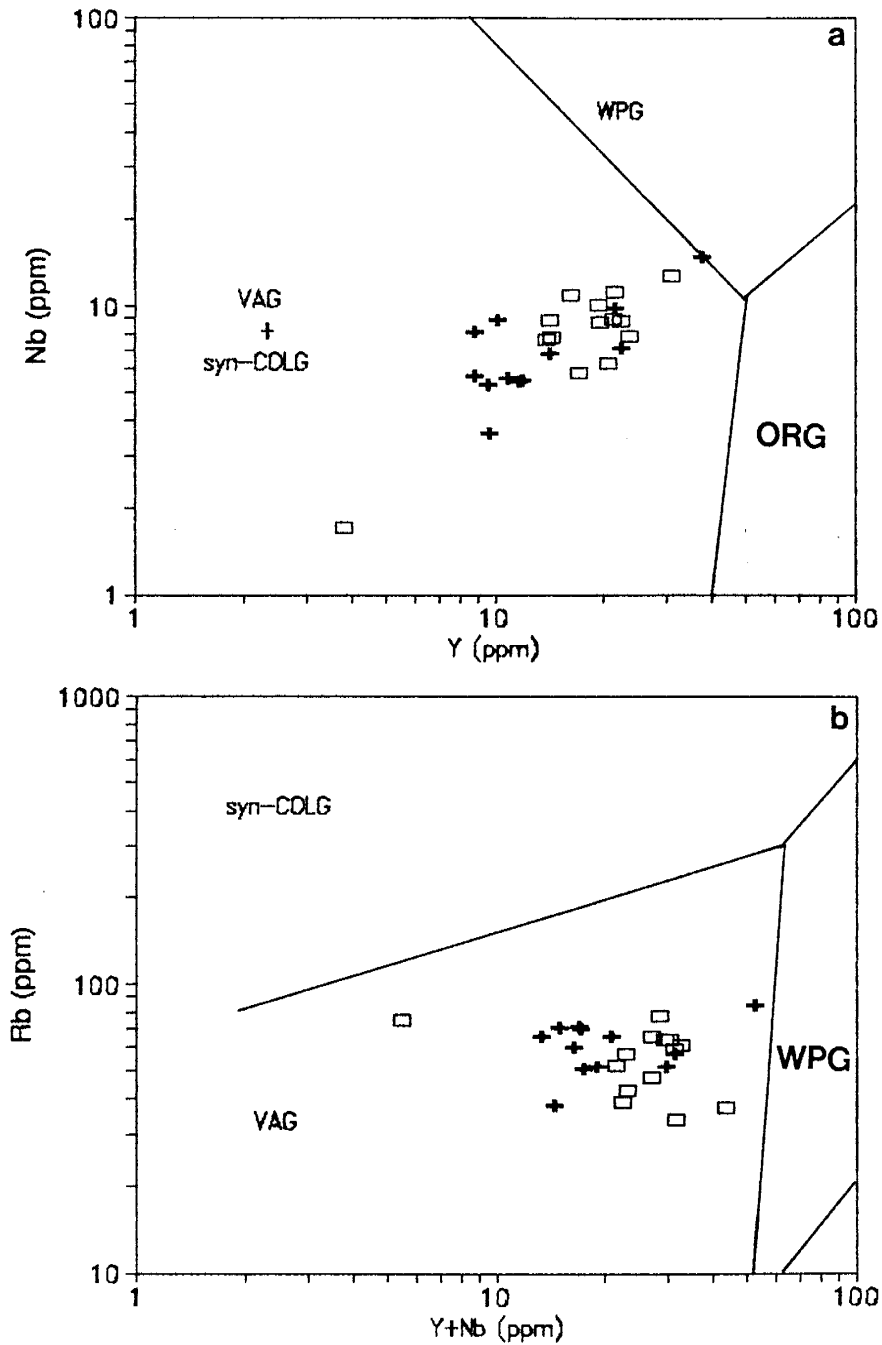 a
100
WPG
Nb (ppm)
10
VAG
+
syn-COLG
ORG
1
1
10
100
Y (ppm)
b
1000
syn-COLG
Rb (ppm)
100
WPG
VAG
10
1
10
100
Y+Nb (ppm)